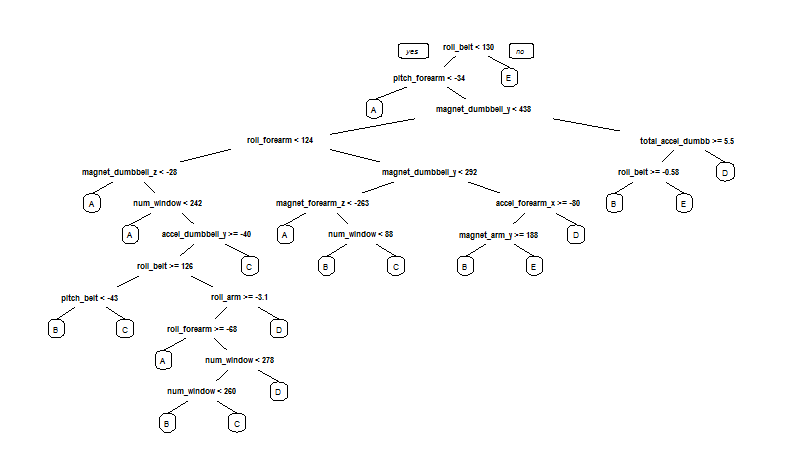 yes roll_belt < 130 no
pitch_forearm < -34 E
A magnet_dumbbell_y < 438
roll_forearm < 124 total_accel_dumbb >= 5.5
magnet_dumbbell_z < -28 magnet_dumbbell_y < 292 roll_belt >= -0.58 D
A num_window < 242 magnet_forearm_z < -263 accel_forearm_x >= -80 B E
A accel_dumbbell_y >= -40 A num_window < 88 magnet_arm_y >= 188 D
roll_belt >= 126 C B C B E
pitch_belt < -43 roll_arm >= -3.1
B C roll_forearm >= -68 D
A num_window < 278
num_window < 260 D
B C